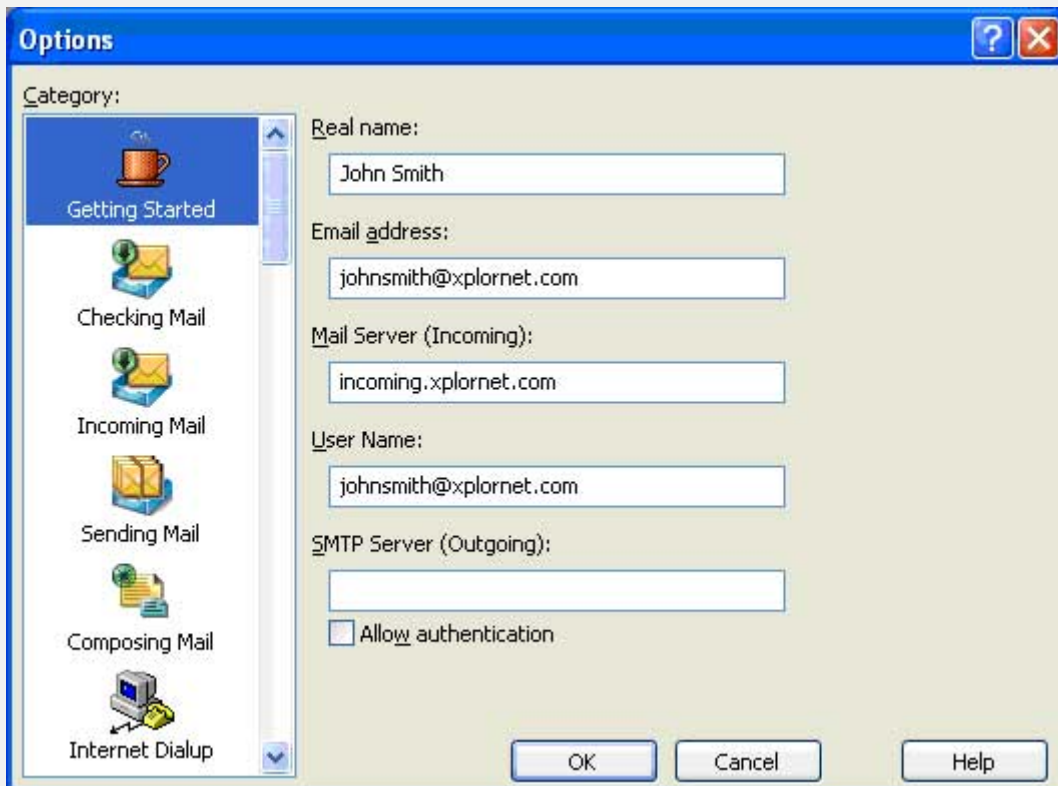 Options
Category:
Getting Started
Checking Mail
Incoming Mail
Sending Mail
Composing Mail
Internet Dialup
Real name:
John Smith
Email address:
johnsmith@xplornet.com
Mail Server (Incoming):
incoming.xplornet.com
User Name:
johnsmith@xplornet.com
SMTP Server (Outgoing):
Allow authentication
OK
Cancel
Help